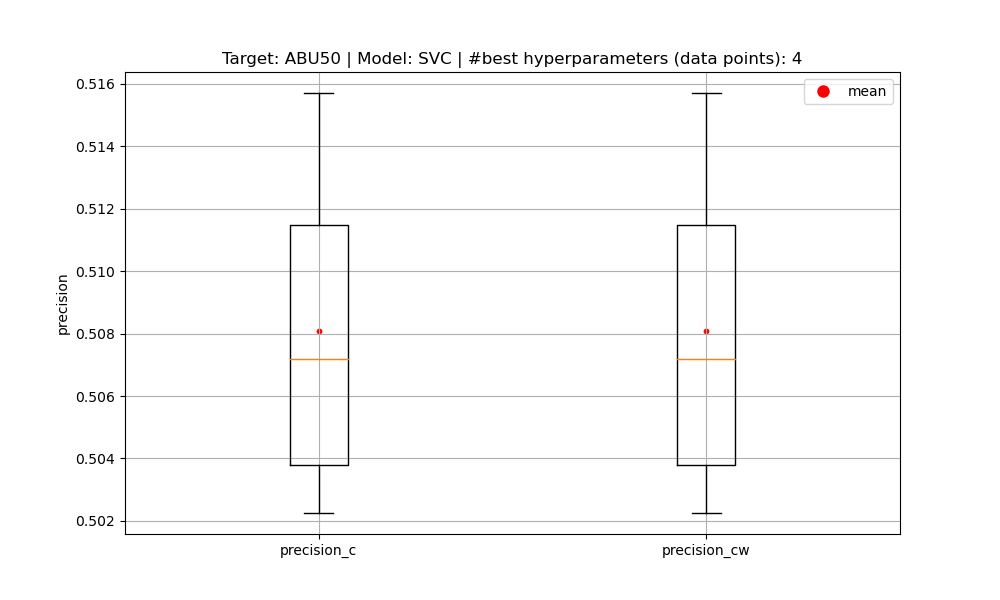 Target: ABU50 | Model: SVC | #best hyperparameters (data points): 4
mean
0.516
0.514
0.512
0.510
0.508
0.506
0.504
0.502
precision
precision_c
precision_cw